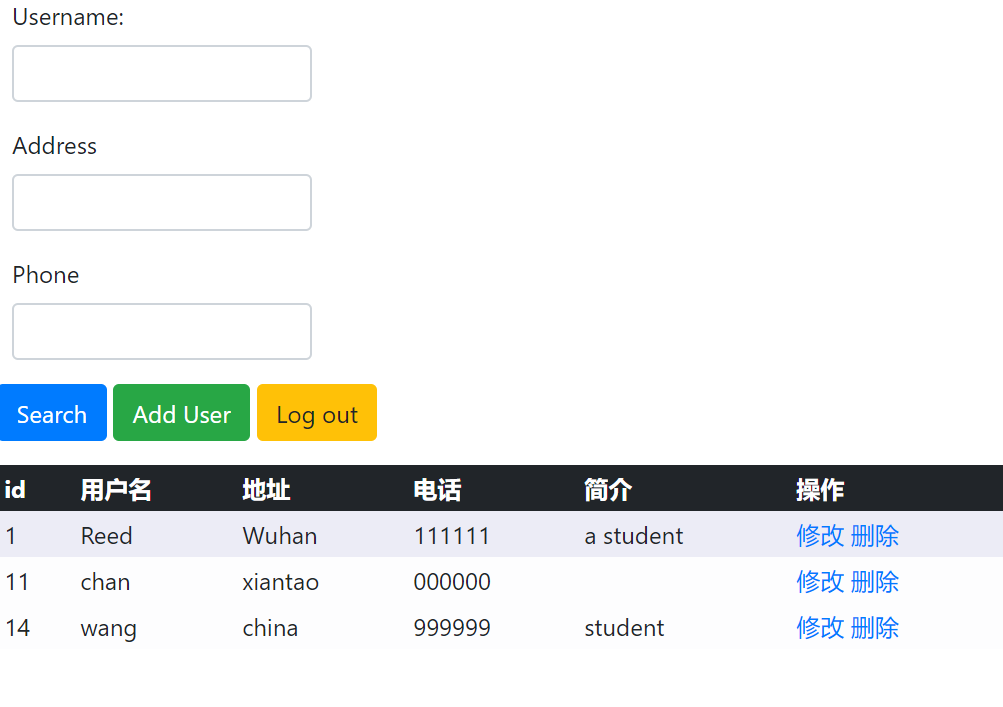 Username:
Address
Phone
Search Add User Log out
id 用户名 地址 电话 简介 操作
1 Reed Wuhan 111111 a student 修改 删除
11 chan xiantao 000000 修改 删除
14 wang china 999999 student 修改 删除